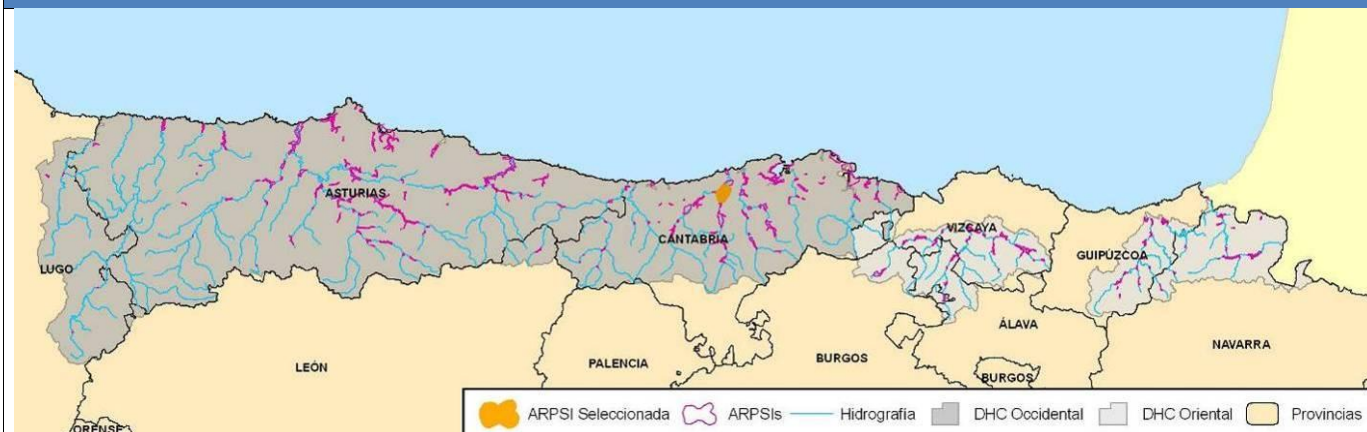 ASTURIAS
LUGO
CANTABRIA
VIZCAYA
GUIPÚZCOA
ÁLAVA
NAVARRA
LEÓN
PALENCIA
BURGOS
BURGOS
ORENSE
ARPSI Seleccionada ARPSIs Hidrografia DHC Occidental DHC Oriental Provincias